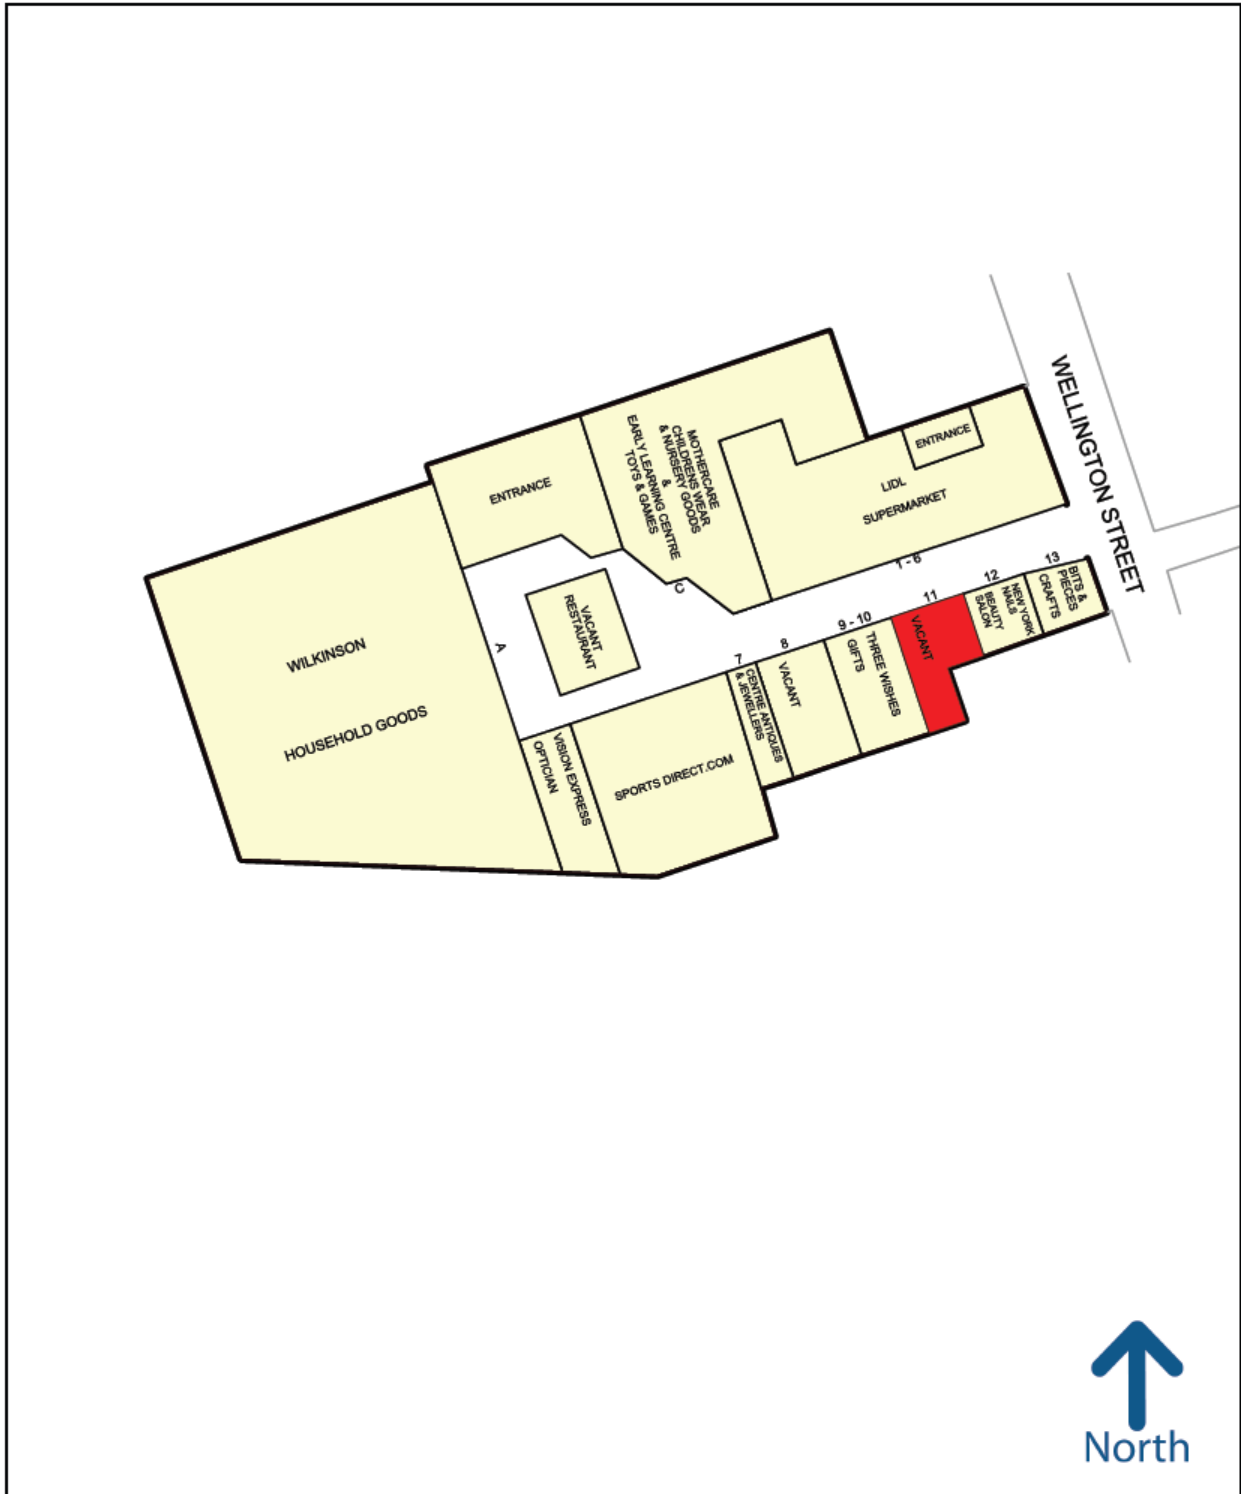 WELLINGTON STREET
ENTRANCE
LIDL
SUPERMARKET
1 - 6
MOTHERCARE
CHILDRENS WEAR
& NURSERY GOODS
&
EARLY LEARNING CENTRE
TOYS & GAMES
C
ENTRANCE
VACANT
RESTAURANT
A
WILKINSON
HOUSEHOLD GOODS
VISION EXPRESS
OPTICIAN
SPORTS DIRECT.COM
7
CENTRE ANTIQUES
& JEWELLERS
8
VACANT
9 - 10
THREE WISHES
GIFTS
11
VACANT
12
NEW YORK
NAILS
BEAUTY
SALON
13
BITS &
PIECES
CRAFTS
North